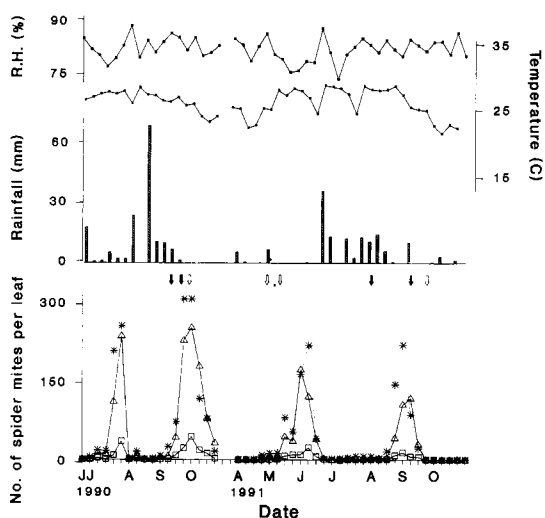 R.H. (%)
90
75
Temperature (C)
35
25
15
Rainfall (mm)
60
30
0
No. of spider mites per leaf
300
150
0
JJ A S O A M J J A S O
1990 1991
Date